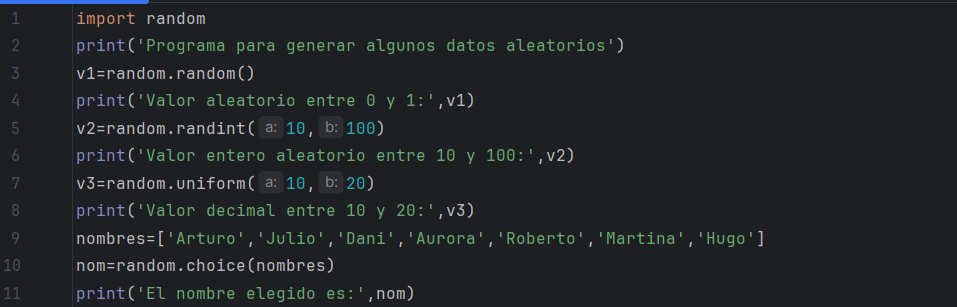 1 import random
2 print('Programa para generar algunos datos aleatorios')
3 v1=random.random()
4 print('Valor aleatorio entre 0 y 1:',v1)
5 v2=random.randint( a: 10, b: 100)
6 print('Valor entero aleatorio entre 10 y 100:',v2)
7 v3=random.uniform( a: 10, b: 20)
8 print('Valor decimal entre 10 y 20:',v3)
9 nombres=['Arturo','Julio','Dani','Aurora','Roberto','Martina','Hugo']
10 nom=random.choice(nombres)
11 print('El nombre elegido es:',nom)